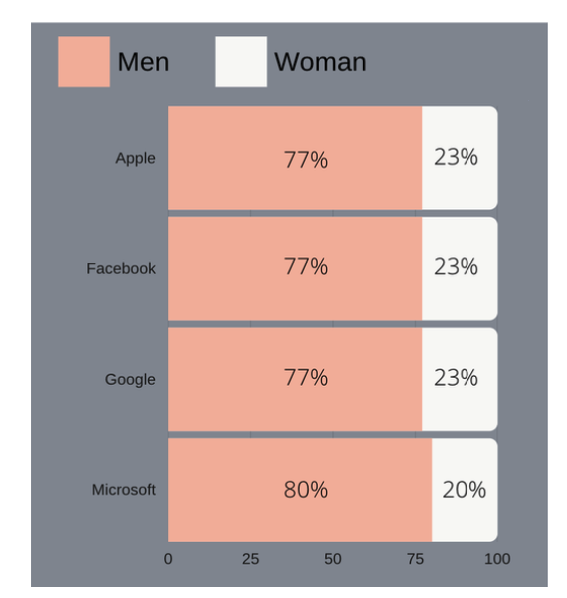 Men Woman
Apple 77% 23%
Facebook 77% 23%
Google 77% 23%
Microsoft 80% 20%
0 25 50 75 100